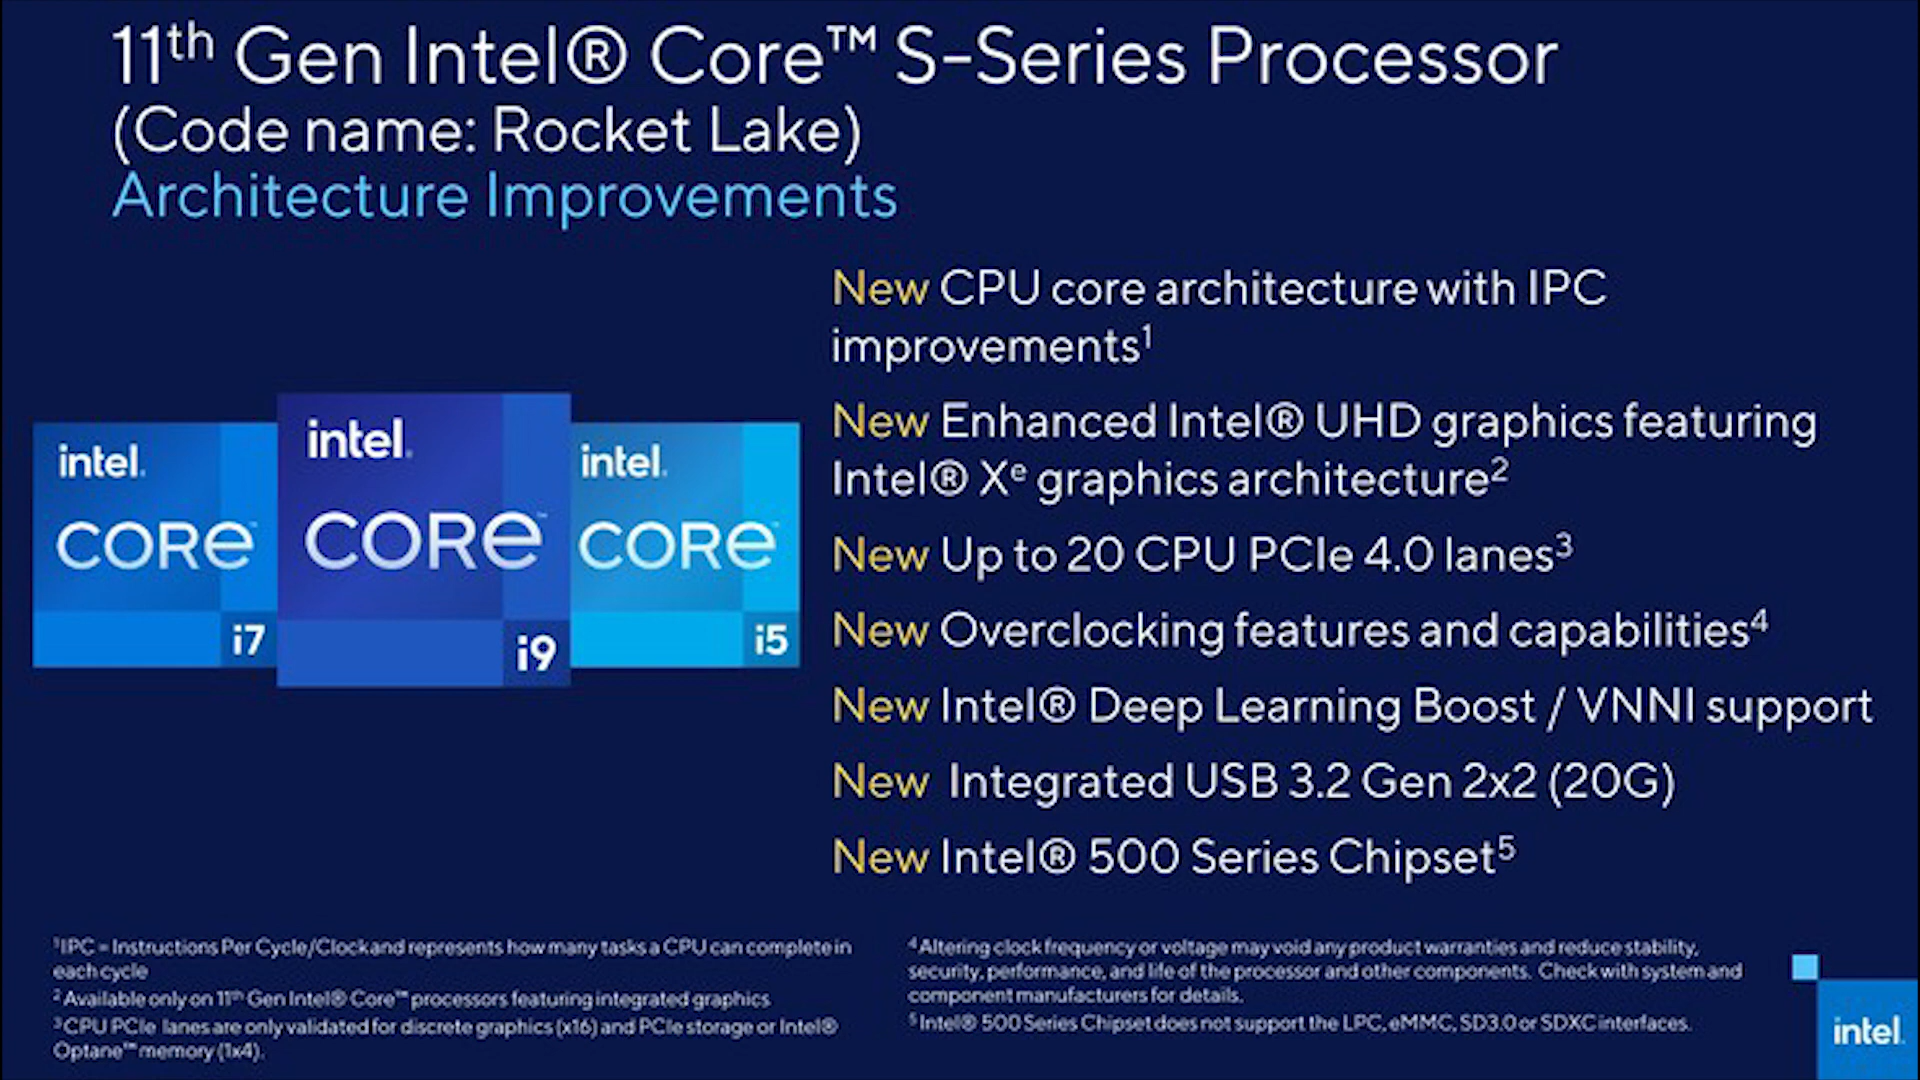 11th Gen Intel® Core™ S-Series Processor
(Code name: Rocket Lake)
Architecture Improvements
New CPU core architecture with IPC
improvements¹
New Enhanced Intel® UHD graphics featuring
Intel® Xᵉ graphics architecture²
New Up to 20 CPU PCIe 4.0 lanes³
New Overclocking features and capabilities⁴
New Intel® Deep Learning Boost / VNNI support
New Integrated USB 3.2 Gen 2x2 (20G)
New Intel® 500 Series Chipset⁵
intel.
CORe™
i7
intel.
CORe™
i9
intel.
CORe™
i5
¹IPC = Instructions Per Cycle/Clock and represents how many tasks a CPU can complete in
each cycle
² Available only on 11th Gen Intel® Core™ processors featuring integrated graphics
³CPU PCIe lanes are only validated for discrete graphics (x16) and PCIe storage or Intel®
Optane™ memory (1x4).
⁴Altering clock frequency or voltage may void any product warranties and reduce stability,
security, performance, and life of the processor and other components. Check with system and
component manufacturers for details.
⁵Intel® 500 Series Chipset does not support the LPC, eMMC, SD3.0 or SDXC interfaces.
intel.